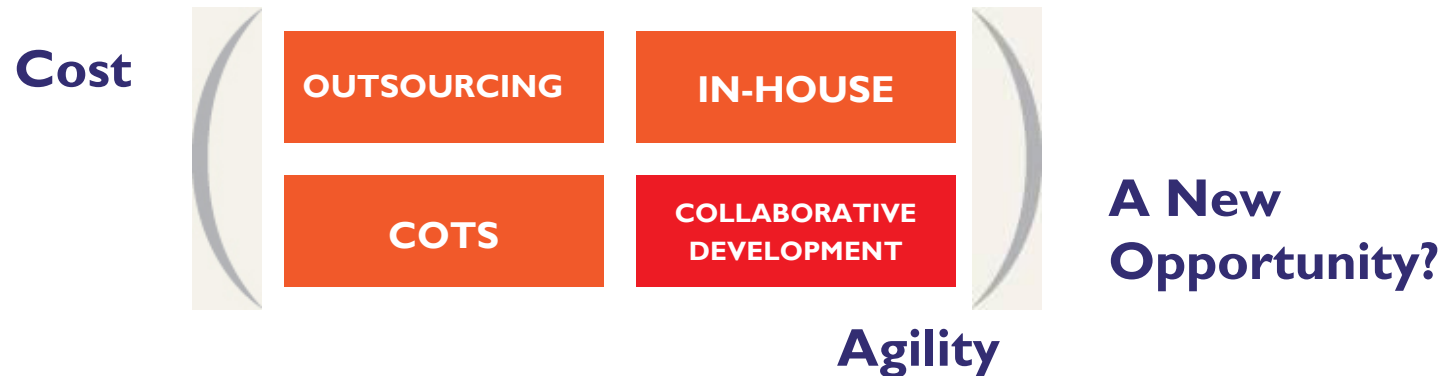 Cost
OUTSOURCING
IN-HOUSE
COTS
COLLABORATIVE
DEVELOPMENT
A New
Opportunity?
Agility